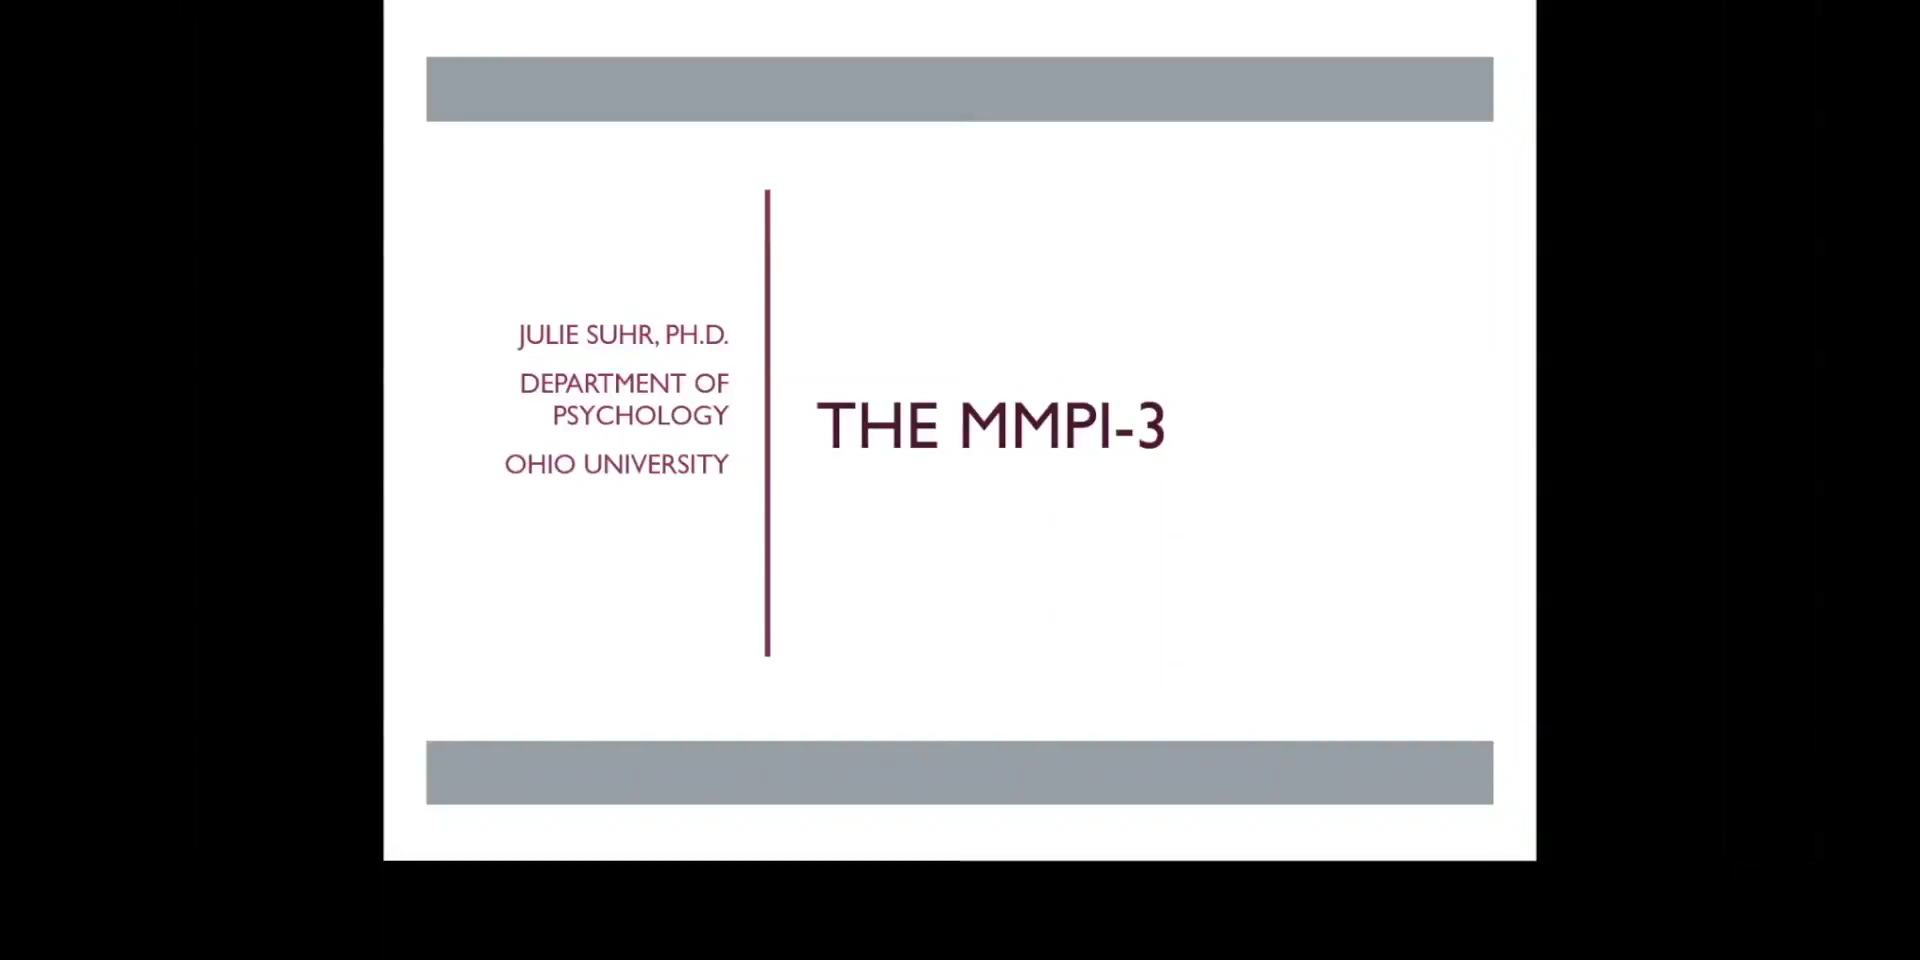 JULIE SUHR, PH.D.
DEPARTMENT OF
PSYCHOLOGY
OHIO UNIVERSITY
THE MMPI-3